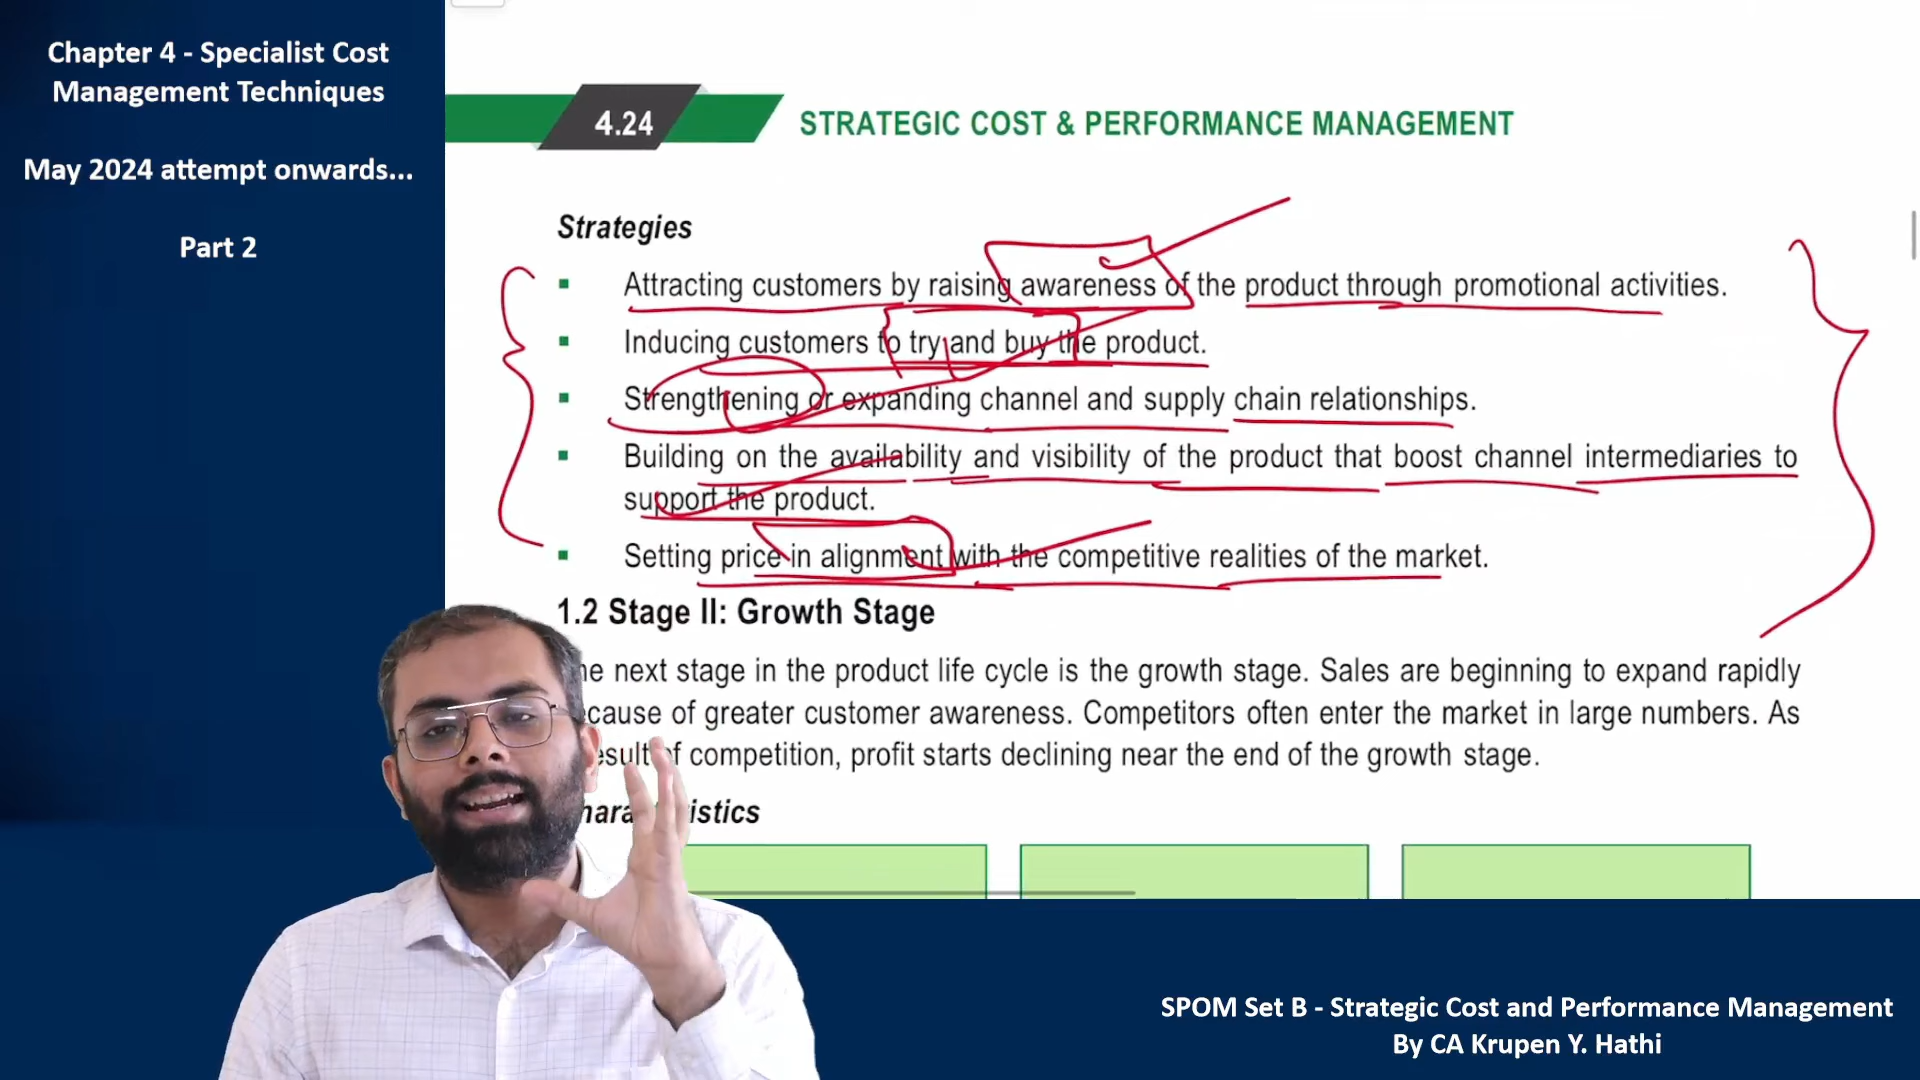 Chapter 4 - Specialist Cost
Management Techniques
May 2024 attempt onwards...
Part 2
4.24
STRATEGIC COST & PERFORMANCE MANAGEMENT
Strategies
▪ Attracting customers by raising awareness of the product through promotional activities.
▪ Inducing customers to try and buy the product.
▪ Strengthening or expanding channel and supply chain relationships.
▪ Building on the availability and visibility of the product that boost channel intermediaries to
support the product.
▪ Setting price in alignment with the competitive realities of the market.
1.2 Stage II: Growth Stage
next stage in the product life cycle is the growth stage. Sales are beginning to expand rapidly
of greater customer awareness. Competitors often enter the market in large numbers. As
of competition, profit starts declining near the end of the growth stage.
SPOM Set B - Strategic Cost and Performance Management
By CA Krupen Y. Hathi